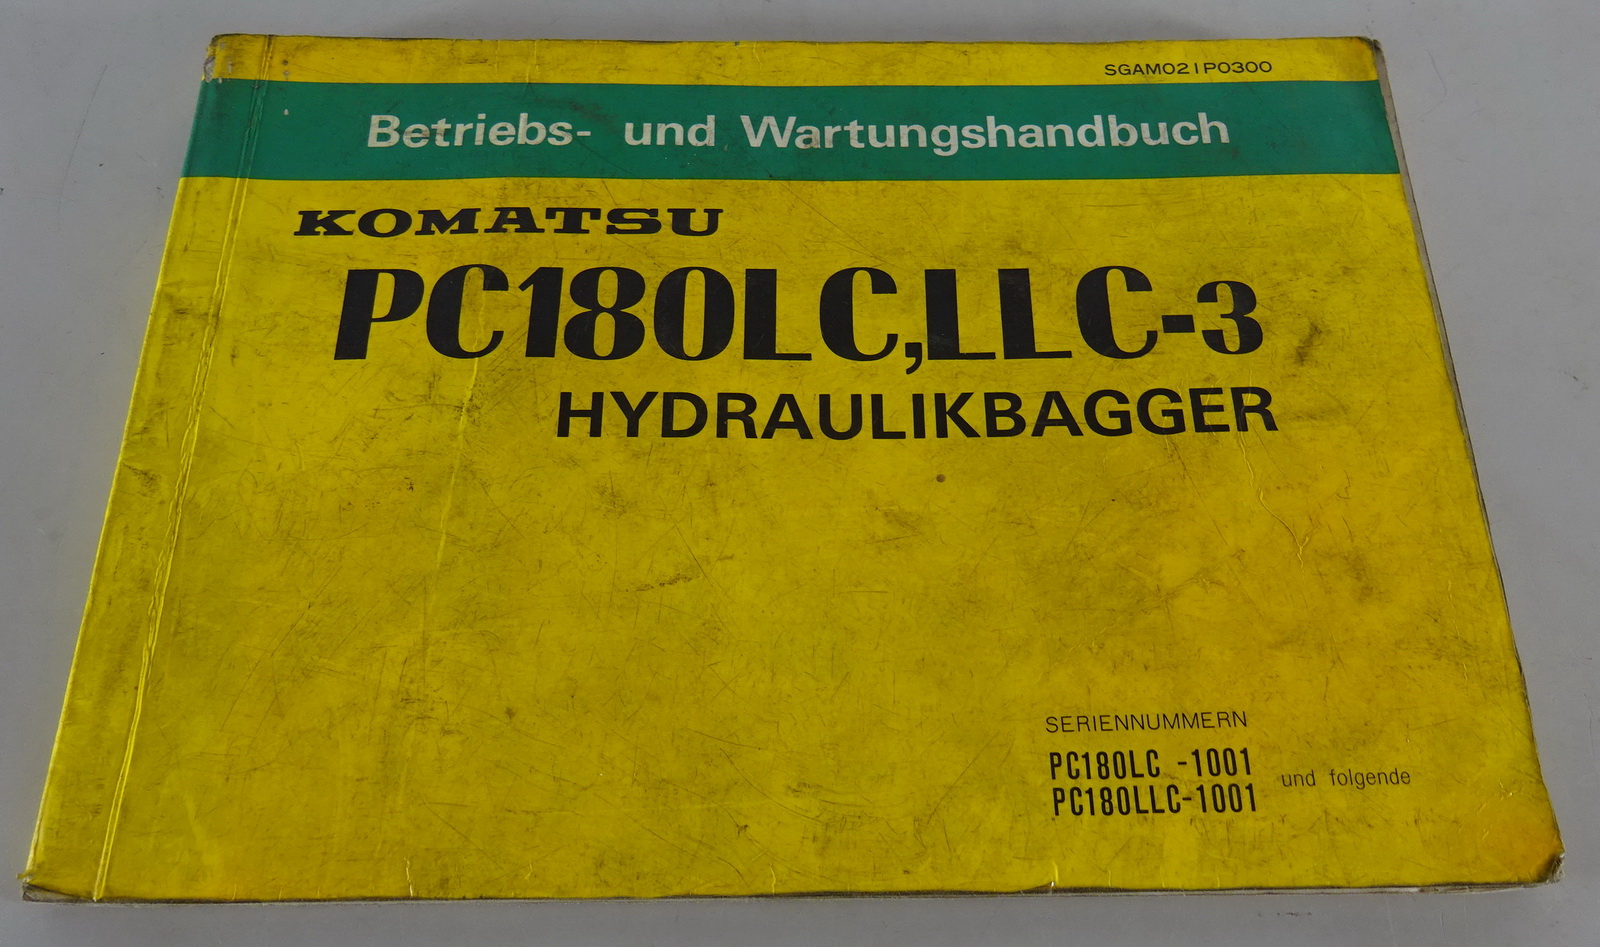 SGAM021P0300
Betriebs- und Wartungshandbuch
KOMATSU
PC180LC,LLC-3
HYDRAULIKBAGGER
SERIENNUMMERN
PC180LC -1001
PC180LLC-1001 und folgende